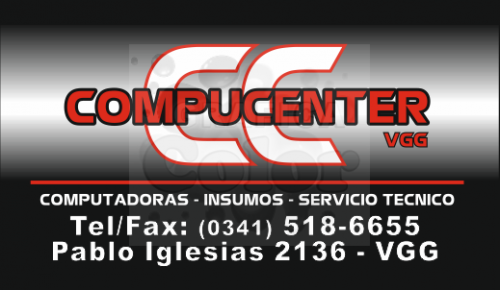 CC
COMPUCENTER
VGG
COMPUTADORAS - INSUMOS - SERVICIO TECNICO
Tel/Fax: (0341) 518-6655
Pablo Iglesias 2136 - VGG